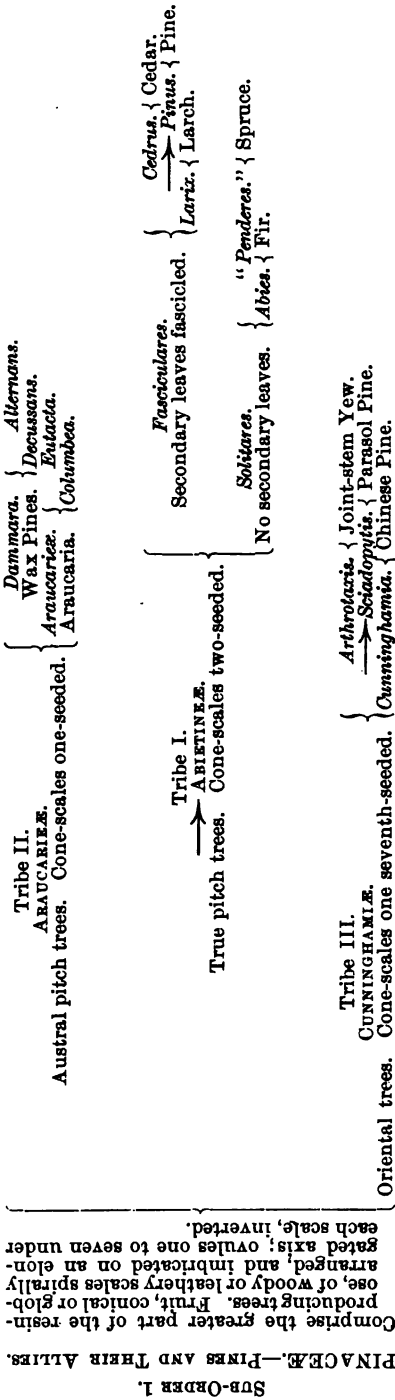 SUB-ORDER 1.
PINACEÆ.—PINES AND THEIR ALLIES.
Comprise the greater part of the resin-
producing trees. Fruit, conical or glob-
ose, of woody or leathery scales spirally
arranged, and imbricated on an elon-
gated axis; ovules one to seven under
each scale, inverted.
Tribe II.
ARAUCARIEÆ.
Austral pitch trees. Cone-scales one-seeded.
Dammara.
Wax Pines.
Alternans.
Decussans.
Araucarieæ.
Araucaria.
Eutacta.
Columbea.
Tribe I.
ABIETINEÆ.
True pitch trees. Cone-scales two-seeded.
Fasciculares.
Secondary leaves fascicled.
Cedrus. { Cedar.
Pinus. { Pine.
Larix. { Larch.
Solitares.
No secondary leaves.
"Penderes." { Spruce.
Abies. { Fir.
Tribe III.
CUNNINGHAMIÆ.
Oriental trees. Cone-scales one seventh-seeded.
Arthrotaxis. { Joint-stem Yew.
Sciadopytis. { Parasol Pine.
Cunninghamia. { Chinese Pine.